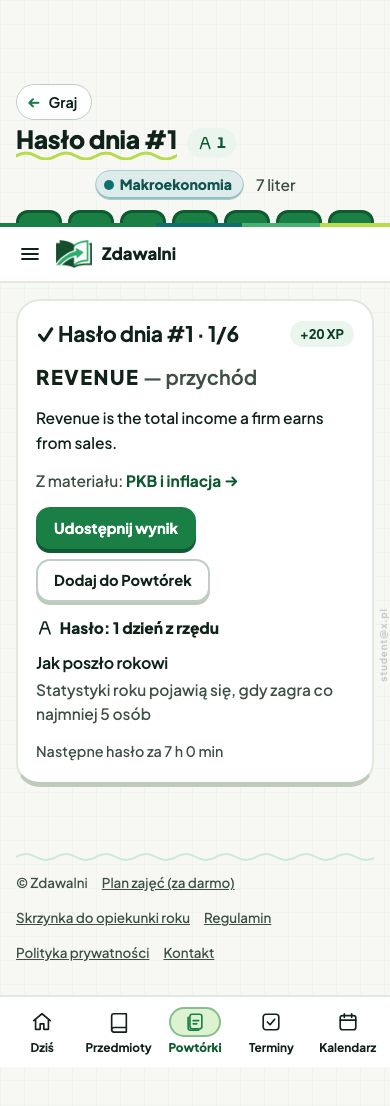 ← Graj
Hasło dnia #1 1
Makroekonomia 7 liter
Zdawalni
Hasło dnia #1 · 1/6 +20 XP
REVENUE — przychód
Revenue is the total income a firm earns
from sales.
Z materiału: PKB i inflacja →
Udostępnij wynik
Dodaj do Powtórek
Hasło: 1 dzień z rzędu
Jak poszło rokowi
Statystyki roku pojawią się, gdy zagra co
najmniej 5 osób
Następne hasło za 7 h 0 min
student@x.pl
© Zdawalni Plan zajęć (za darmo)
Skrzynka do opiekunki roku Regulamin
Polityka prywatności Kontakt
Dziś Przedmioty Powtórki Terminy Kalendarz